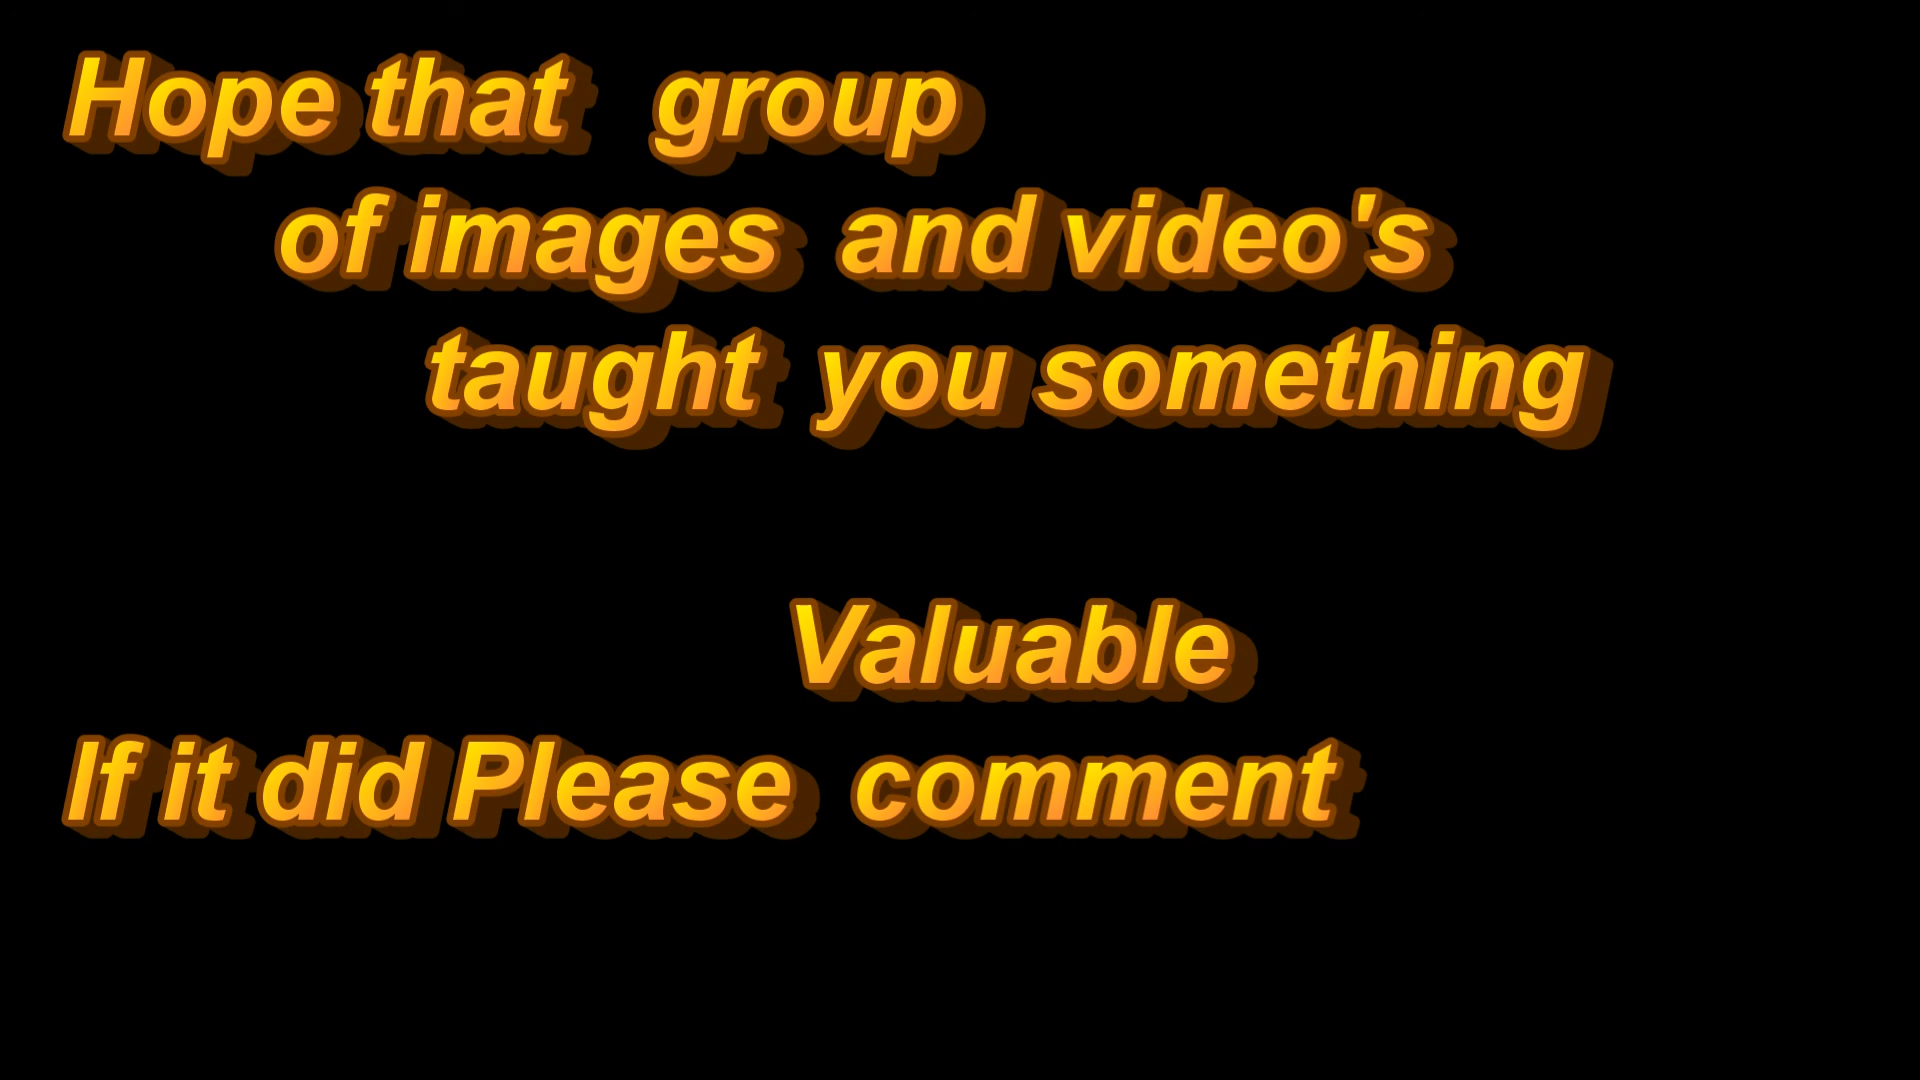 Hope that group
of images and video's
taught you something
Valuable
If it did Please comment